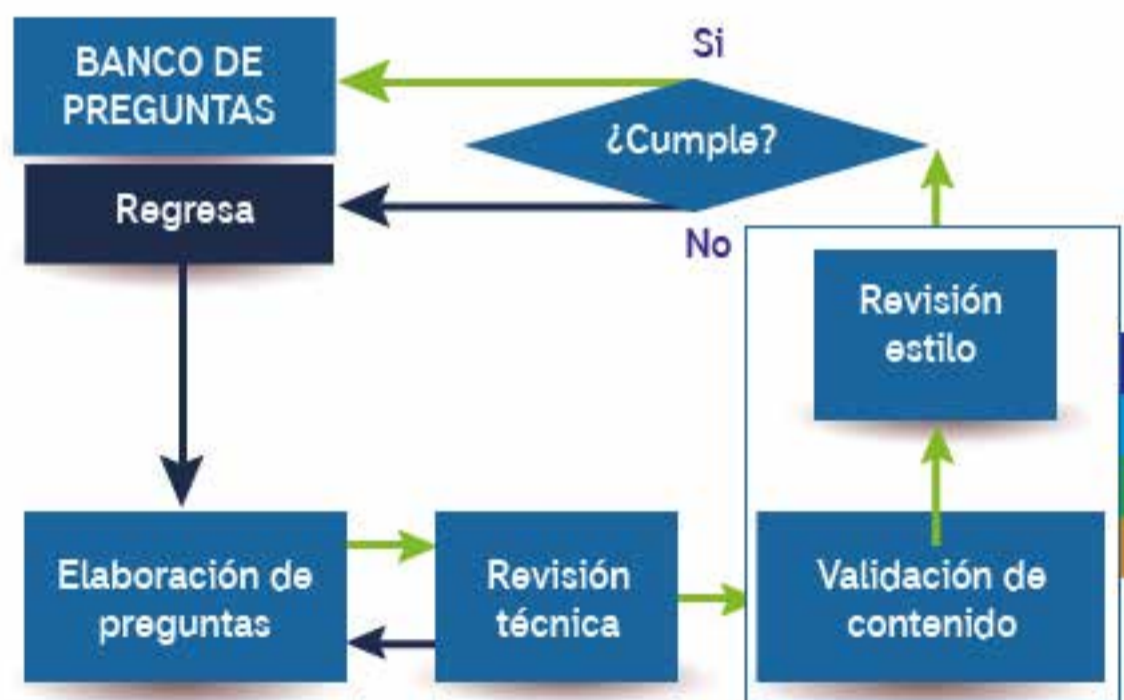 Si
BANCO DE
PREGUNTAS
¿Cumple?
Regresa
No
Revisión
estilo
Elaboración de
preguntas
Revisión
técnica
Validación de
contenido